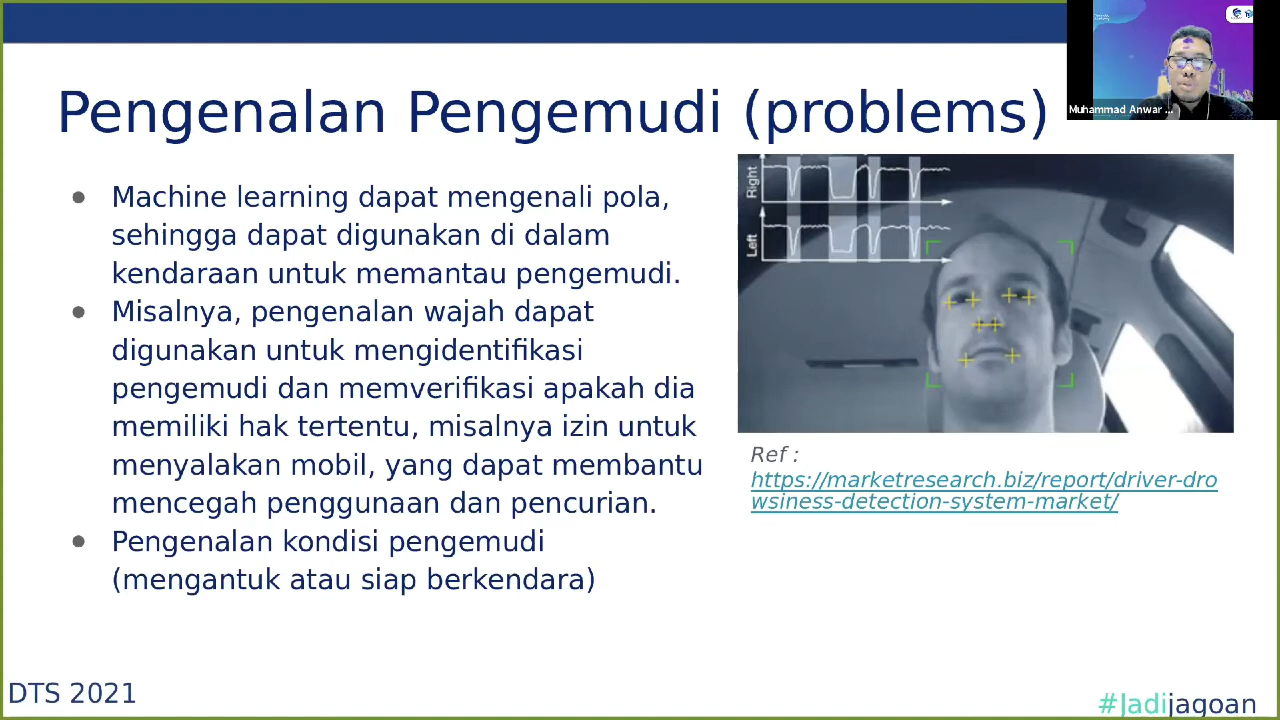 Pengenalan Pengemudi (problems)
Muhammad Anwar ...
● Machine learning dapat mengenali pola,
sehingga dapat digunakan di dalam
kendaraan untuk memantau pengemudi.
● Misalnya, pengenalan wajah dapat
digunakan untuk mengidentifikasi
pengemudi dan memverifikasi apakah dia
memiliki hak tertentu, misalnya izin untuk
menyalakan mobil, yang dapat membantu
mencegah penggunaan dan pencurian.
● Pengenalan kondisi pengemudi
(mengantuk atau siap berkendara)
Right
Left
Ref :
https://marketresearch.biz/report/driver-dro
wsiness-detection-system-market/
DTS 2021
#Jadijagoan